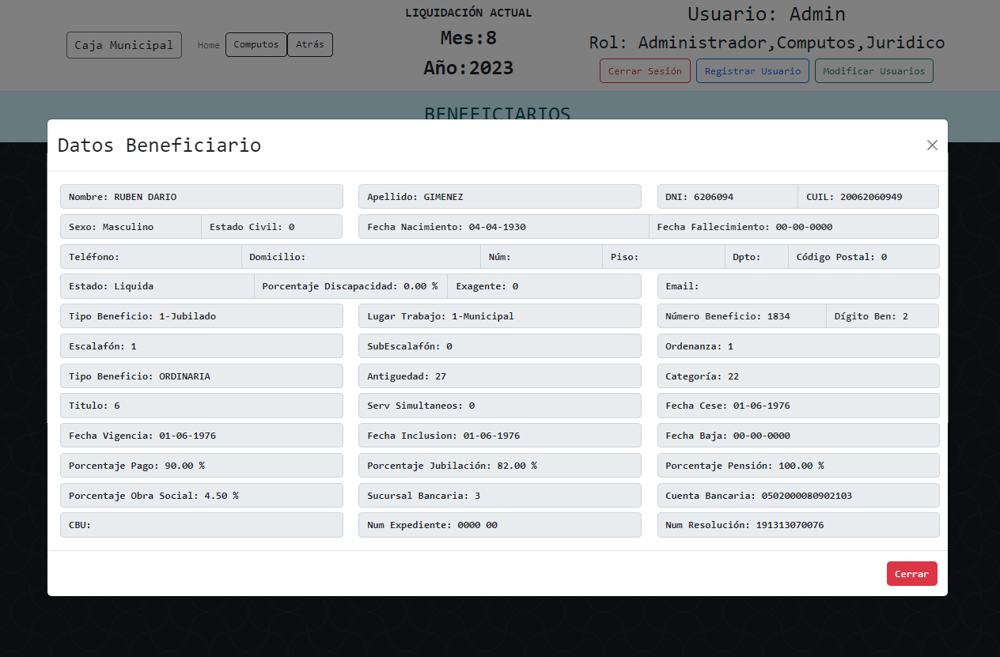 Caja Municipal Home Computos Atrás
LIQUIDACIÓN ACTUAL
Mes:8
Año:2023
Usuario: Admin
Rol: Administrador,Computos,Juridico
Cerrar Sesión Registrar Usuario Modificar Usuarios
BENEFICIARIOS
Datos Beneficiario
Nombre: RUBEN DARIO Apellido: GIMENEZ DNI: 6206094 CUIL: 20062060949
Sexo: Masculino Estado Civil: 0 Fecha Nacimiento: 04-04-1930 Fecha Fallecimiento: 00-00-0000
Teléfono: Domicilio: Núm: Piso: Dpto: Código Postal: 0
Estado: Liquida Porcentaje Discapacidad: 0.00 % Exagente: 0 Email:
Tipo Beneficio: 1-Jubilado Lugar Trabajo: 1-Municipal Número Beneficio: 1834 Dígito Ben: 2
Escalafón: 1 SubEscalafón: 0 Ordenanza: 1
Tipo Beneficio: ORDINARIA Antiguedad: 27 Categoría: 22
Titulo: 6 Serv Simultaneos: 0 Fecha Cese: 01-06-1976
Fecha Vigencia: 01-06-1976 Fecha Inclusion: 01-06-1976 Fecha Baja: 00-00-0000
Porcentaje Pago: 90.00 % Porcentaje Jubilación: 82.00 % Porcentaje Pensión: 100.00 %
Porcentaje Obra Social: 4.50 % Sucursal Bancaria: 3 Cuenta Bancaria: 0502000080902103
CBU: Num Expediente: 0000 00 Num Resolución: 191313070076
Cerrar